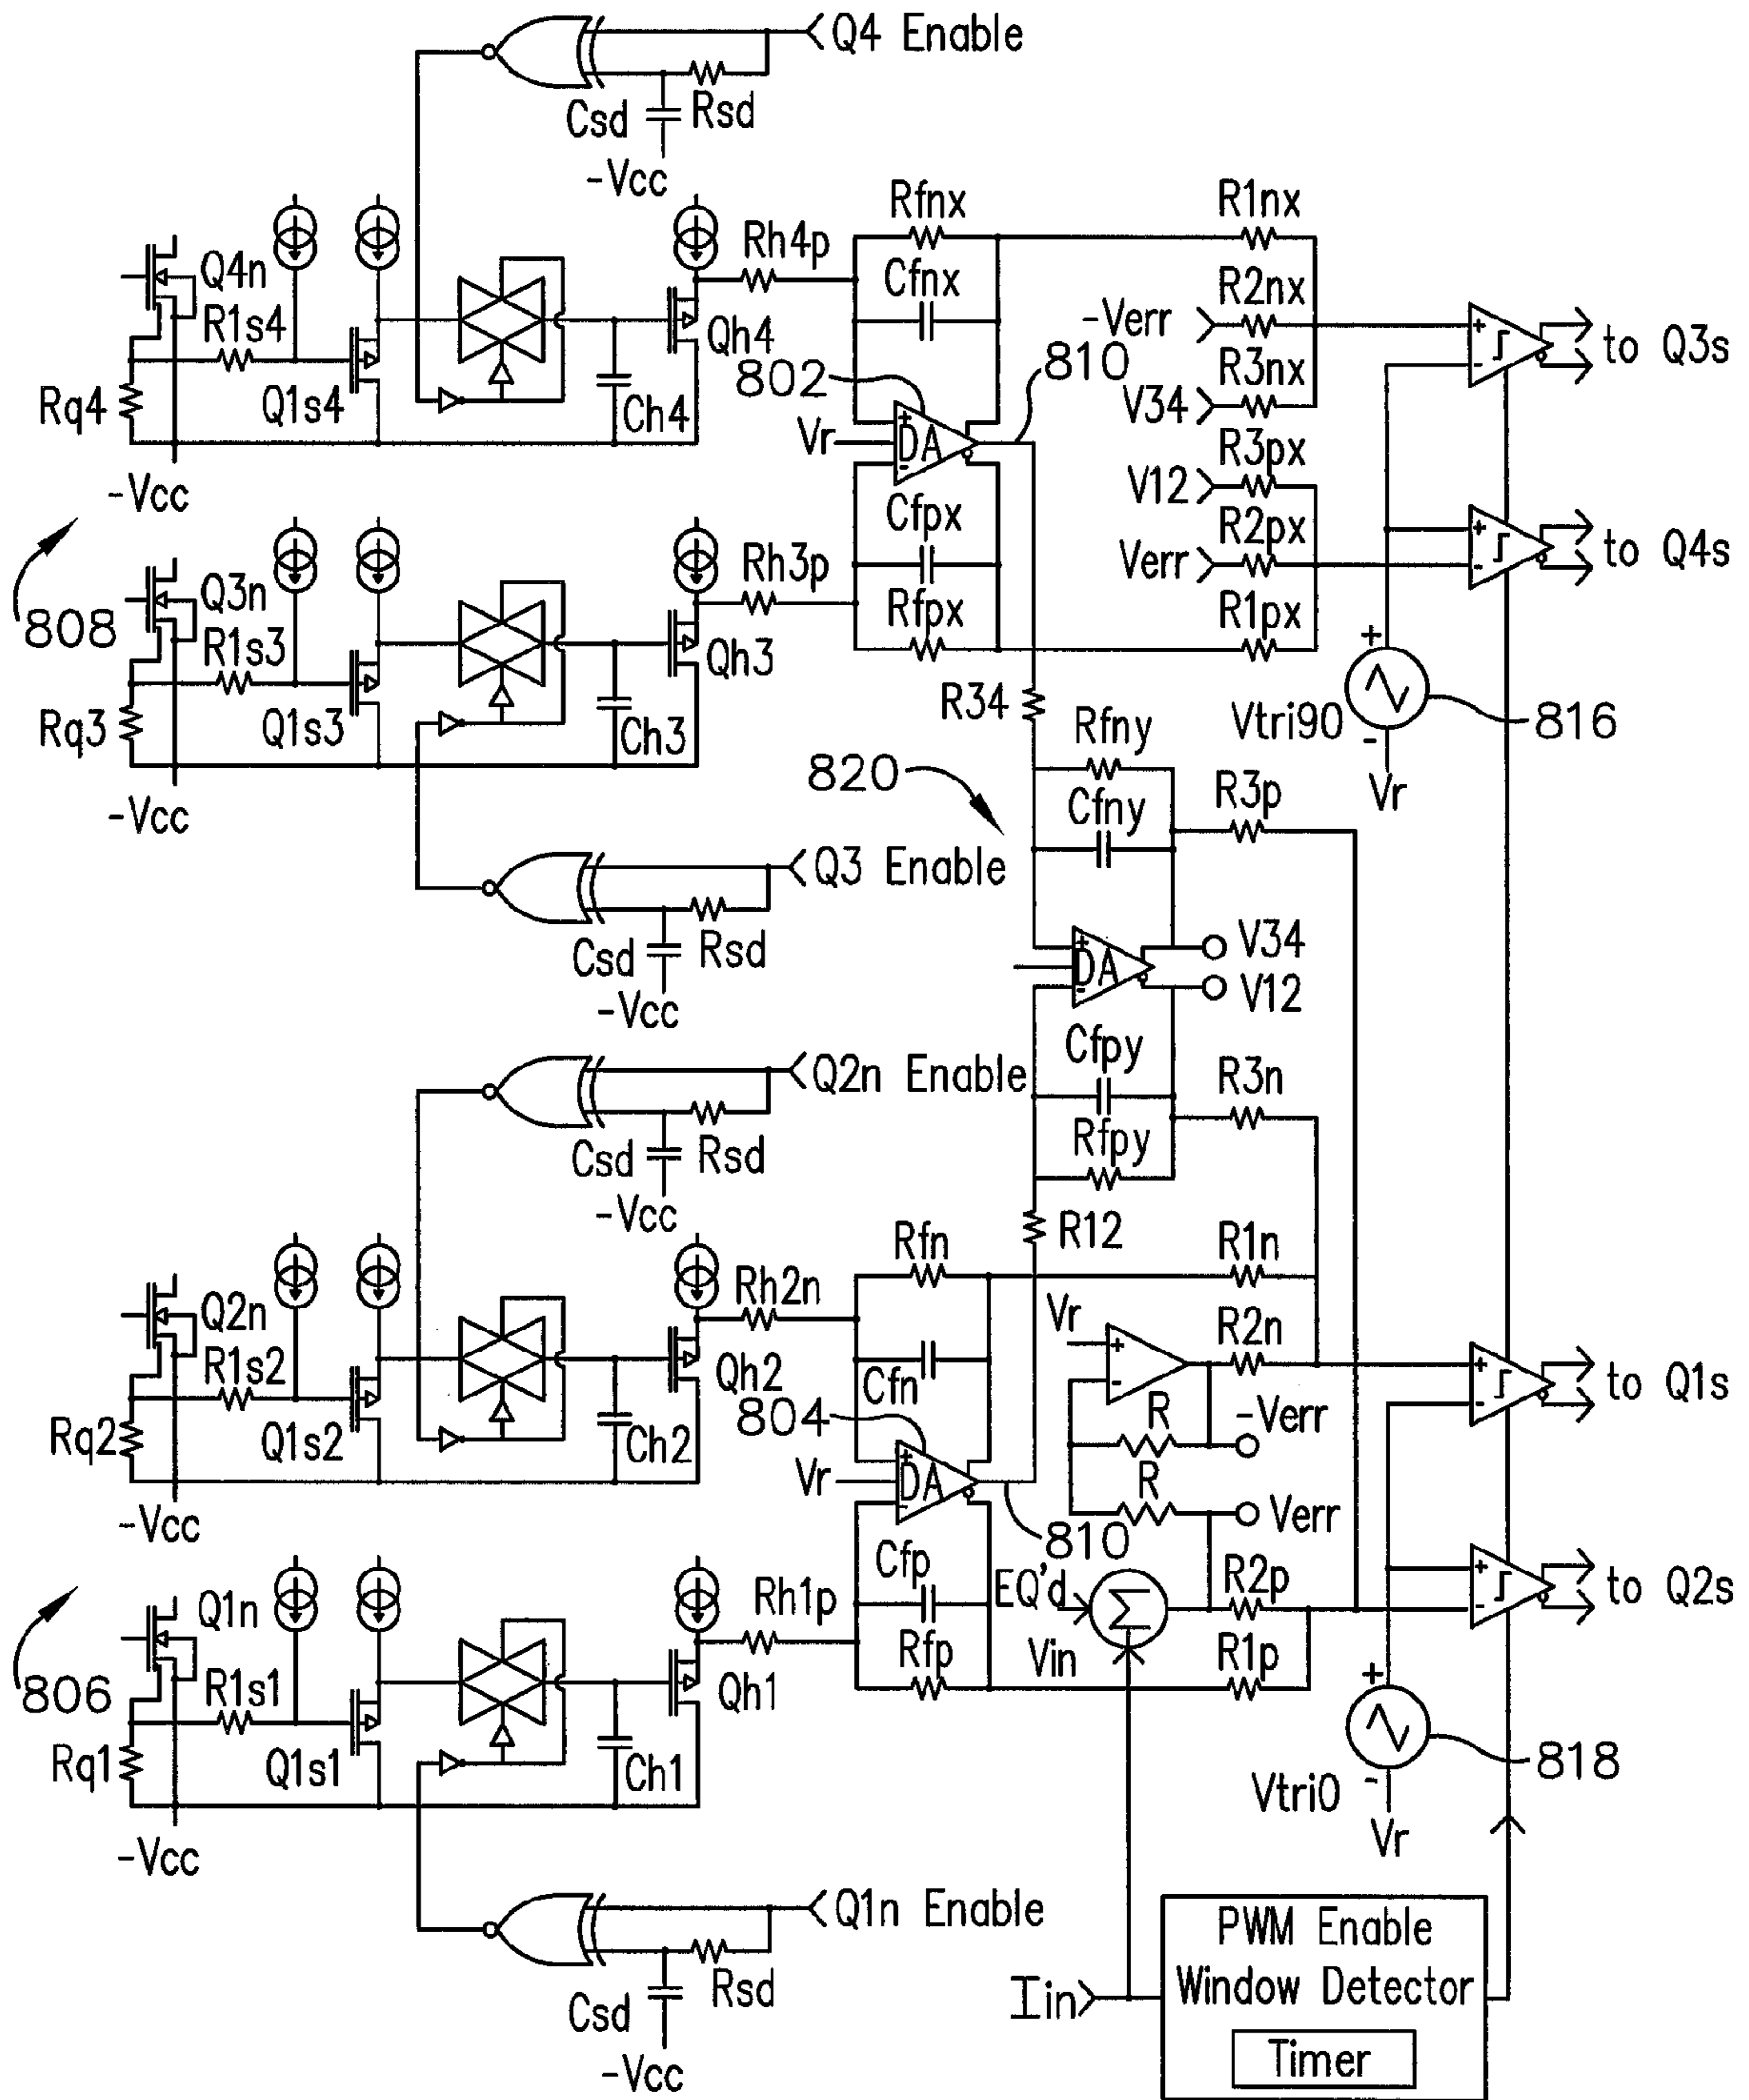 Q4 Enable
Csd
Rsd
-Vcc
Rfnx
R1nx
Q4n
Rh4p
R1s4
Cfnx
R2nx
-Verr
+
to Q3s
-
Qh4
810
802
R3nx
V34
Rq4
Q1s4
Ch4
+
Vr
DA
-
R3px
V12
-Vcc
Cfpx
R2px
+
to Q4s
-
Verr
Q3n
Rh3p
808
R1s3
Rfpx
R1px
Qh3
+
Rq3
Q1s3
Ch3
R34
Vtri90
816
-
Rfny
Vr
-Vcc
820
Cfny
R3p
Q3 Enable
Csd
Rsd
-Vcc
+
DA
-
V34
V12
Q2n Enable
Cfpy
R3n
Csd
Rsd
Rfpy
-Vcc
R12
Rfn
R1n
Q2n
Rh2n
Vr
+
-
R2n
R1s2
Qh2
Cfn
+
to Q1s
-
804
R
-Verr
Rq2
Q1s2
Ch2
+
Vr
DA
-
R
Verr
-Vcc
810
Cfp
EQ'd
Σ
R2p
+
to Q2s
-
Q1n
Rh1p
Vin
806
R1s1
Rfp
R1p
Qh1
+
Rq1
Q1s1
Ch1
818
Vtri0
-
Vr
-Vcc
Q1n Enable
Csd
Rsd
-Vcc
Iin
PWM Enable
Window Detector
Timer